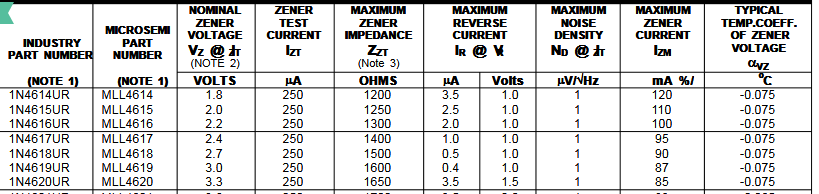 INDUSTRY PART NUMBER (NOTE 1) | MICROSEMI PART NUMBER (NOTE 1) | NOMINAL ZENER VOLTAGE VZ @ IZT (NOTE 2) VOLTS | ZENER TEST CURRENT IZT µA | MAXIMUM ZENER IMPEDANCE ZZT (Note 3) OHMS | MAXIMUM REVERSE CURRENT IR @ VR µA Volts | MAXIMUM NOISE DENSITY ND @ IZT µV/√Hz | MAXIMUM ZENER CURRENT IZM mA | TYPICAL TEMP.COEFF. OF ZENER VOLTAGE αVZ %/ºC
1N4614UR MLL4614 1.8 250 1200 3.5 1.0 1 120 -0.075
1N4615UR MLL4615 2.0 250 1250 2.5 1.0 1 110 -0.075
1N4616UR MLL4616 2.2 250 1300 2.0 1.0 1 100 -0.075
1N4617UR MLL4617 2.4 250 1400 1.0 1.0 1 95 -0.075
1N4618UR MLL4618 2.7 250 1500 0.5 1.0 1 90 -0.075
1N4619UR MLL4619 3.0 250 1600 0.4 1.0 1 87 -0.075
1N4620UR MLL4620 3.3 250 1650 3.5 1.5 1 85 -0.075